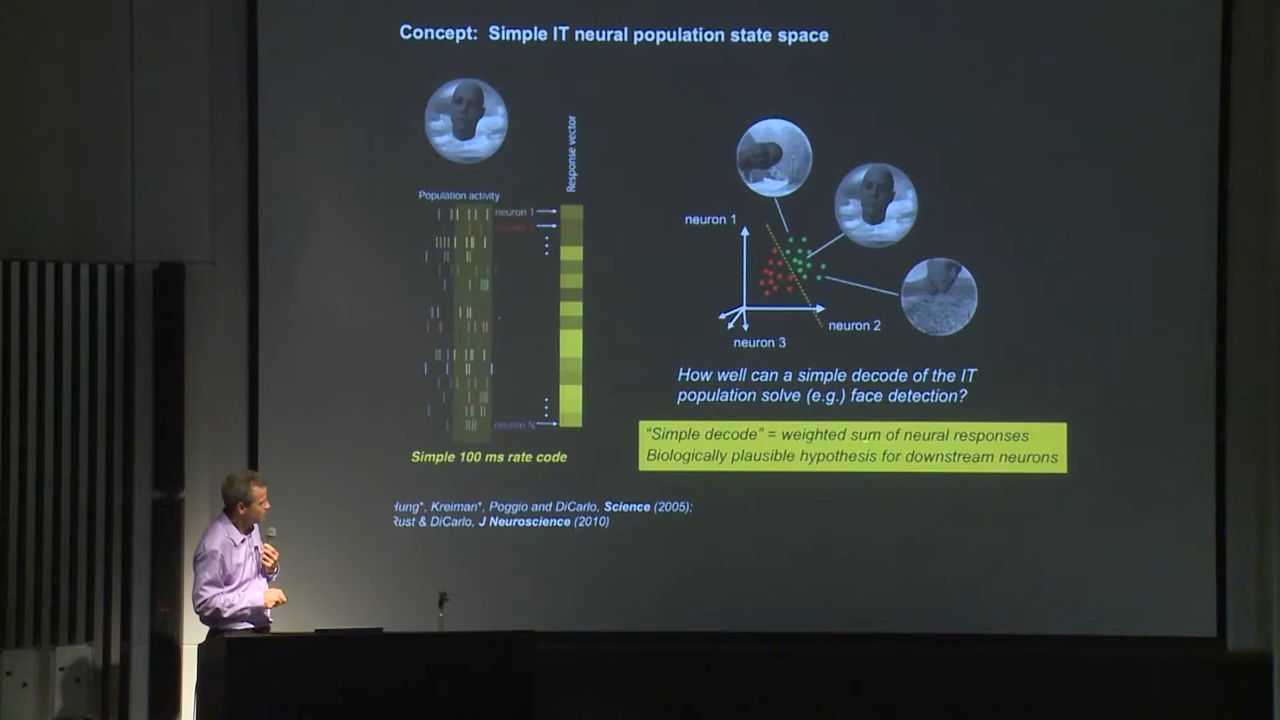 Concept: Simple IT neural population state space
Response vector
Population activity
neuron 1
neuron N
Simple 100 ms rate code
neuron 1
neuron 2
neuron 3
How well can a simple decode of the IT
population solve (e.g.) face detection?
“Simple decode” = weighted sum of neural responses
Biologically plausible hypothesis for downstream neurons
Hung*, Kreiman*, Poggio and DiCarlo, Science (2005);
Rust & DiCarlo, J Neuroscience (2010)